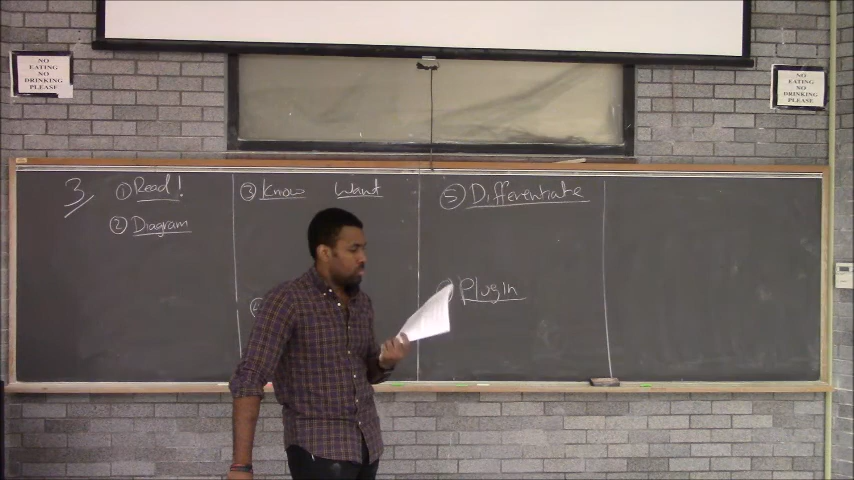 NO
EATING
NO
DRINKING
PLEASE
NO
EATING
NO
DRINKING
PLEASE
3
① Read!
② Diagram
③ Know Want
④
⑤ Differentiate
Plug In